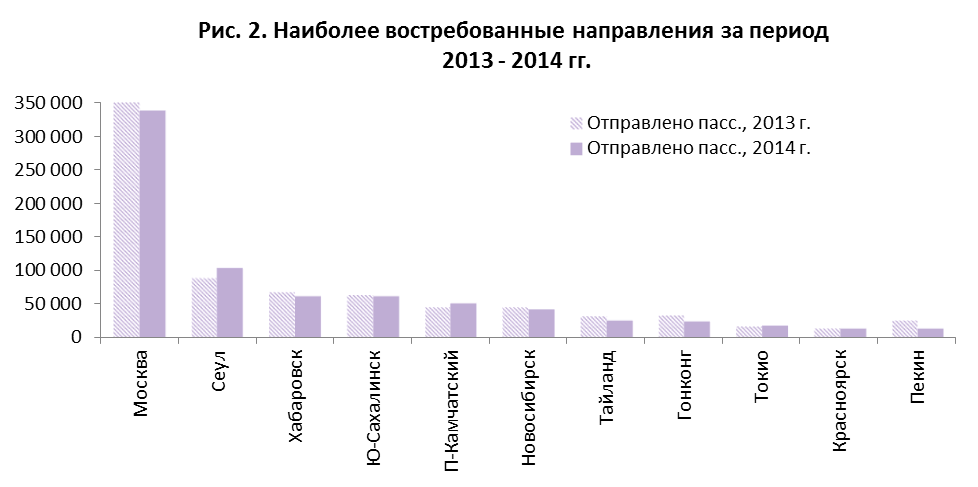 Рис. 2. Наиболее востребованные направления за период
2013 - 2014 гг.
350 000
300 000
250 000
200 000
150 000
100 000
50 000
0
Отправлено пасс., 2013 г.
Отправлено пасс., 2014 г.
Москва
Сеул
Хабаровск
Ю-Сахалинск
П-Камчатский
Новосибирск
Тайланд
Гонконг
Токио
Красноярск
Пекин